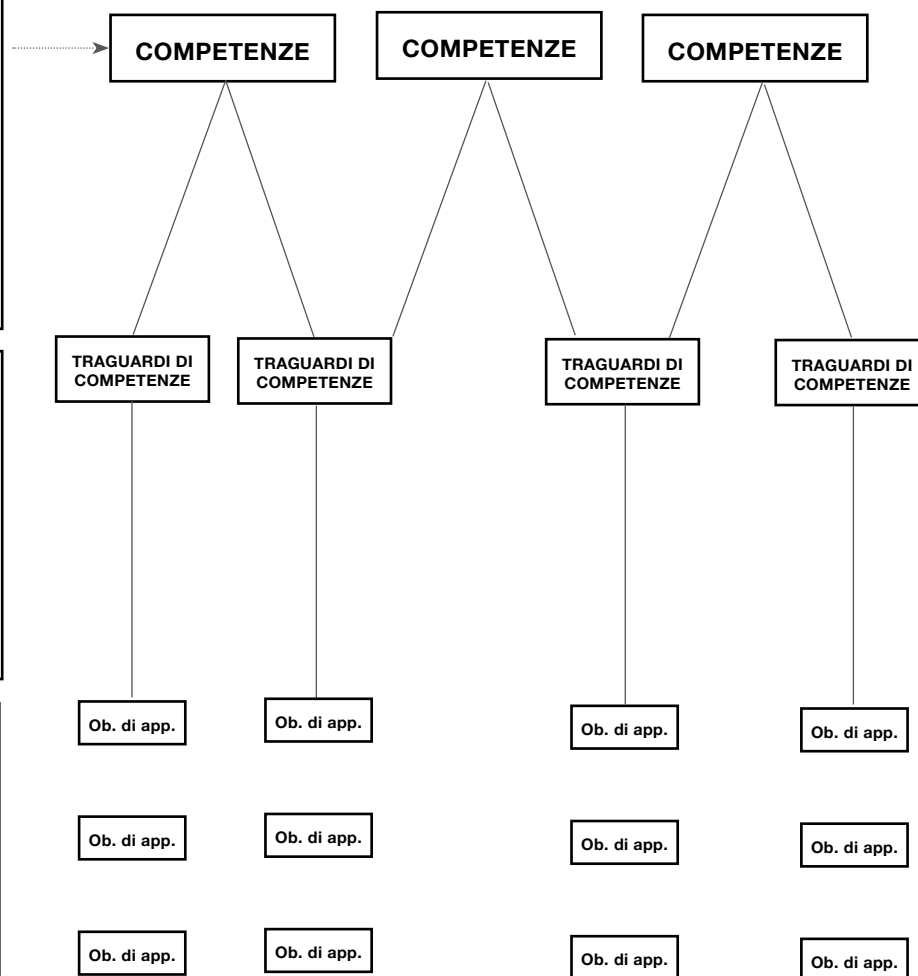 COMPETENZE
COMPETENZE
COMPETENZE
TRAGUARDI DI
COMPETENZE
TRAGUARDI DI
COMPETENZE
TRAGUARDI DI
COMPETENZE
TRAGUARDI DI
COMPETENZE
Ob. di app.
Ob. di app.
Ob. di app.
Ob. di app.
Ob. di app.
Ob. di app.
Ob. di app.
Ob. di app.
Ob. di app.
Ob. di app.
Ob. di app.
Ob. di app.